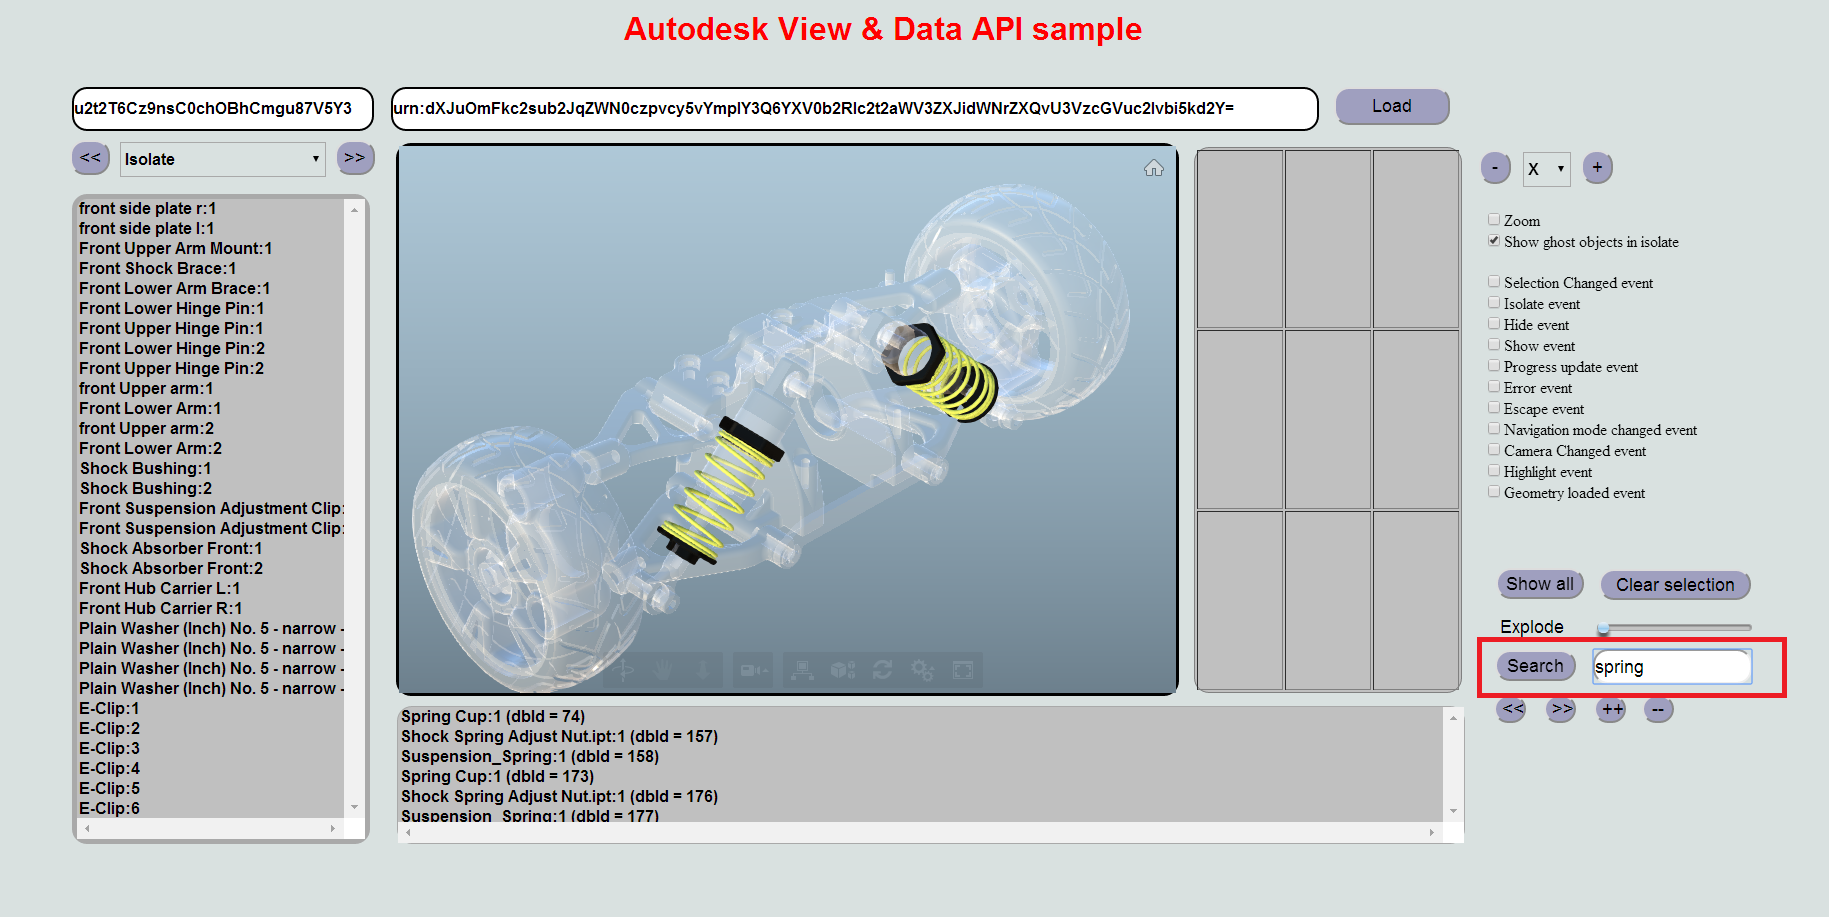 Autodesk View & Data API sample
u2t2T6Cz9nsC0chOBhCmgu87V5Y3
urn:dXJuOmFkc2sub2JqZWN0czpvcy5vYmplY3Q6YXV0b2Rlc2t2aWV3ZXJidWNrZXQvU3VzcGVuc2lvbi5kd2Y=
Load
<<
Isolate
>>
front side plate r:1
front side plate l:1
Front Upper Arm Mount:1
Front Shock Brace:1
Front Lower Arm Brace:1
Front Lower Hinge Pin:1
Front Upper Hinge Pin:1
Front Lower Hinge Pin:2
Front Upper Hinge Pin:2
front Upper arm:1
Front Lower Arm:1
front Upper arm:2
Front Lower Arm:2
Shock Bushing:1
Shock Bushing:2
Front Suspension Adjustment Clip:
Front Suspension Adjustment Clip:
Shock Absorber Front:1
Shock Absorber Front:2
Front Hub Carrier L:1
Front Hub Carrier R:1
Plain Washer (Inch) No. 5 - narrow -
Plain Washer (Inch) No. 5 - narrow -
Plain Washer (Inch) No. 5 - narrow -
Plain Washer (Inch) No. 5 - narrow -
E-Clip:1
E-Clip:2
E-Clip:3
E-Clip:4
E-Clip:5
E-Clip:6
Spring Cup:1 (dbId = 74)
Shock Spring Adjust Nut.ipt:1 (dbId = 157)
Suspension_Spring:1 (dbId = 158)
Spring Cup:1 (dbId = 173)
Shock Spring Adjust Nut.ipt:1 (dbId = 176)
Suspension_Spring:1 (dbId = 177)
-
X
+
Zoom
Show ghost objects in isolate
Selection Changed event
Isolate event
Hide event
Show event
Progress update event
Error event
Escape event
Navigation mode changed event
Camera Changed event
Highlight event
Geometry loaded event
Show all
Clear selection
Explode
Search
spring
<<
>>
++
--